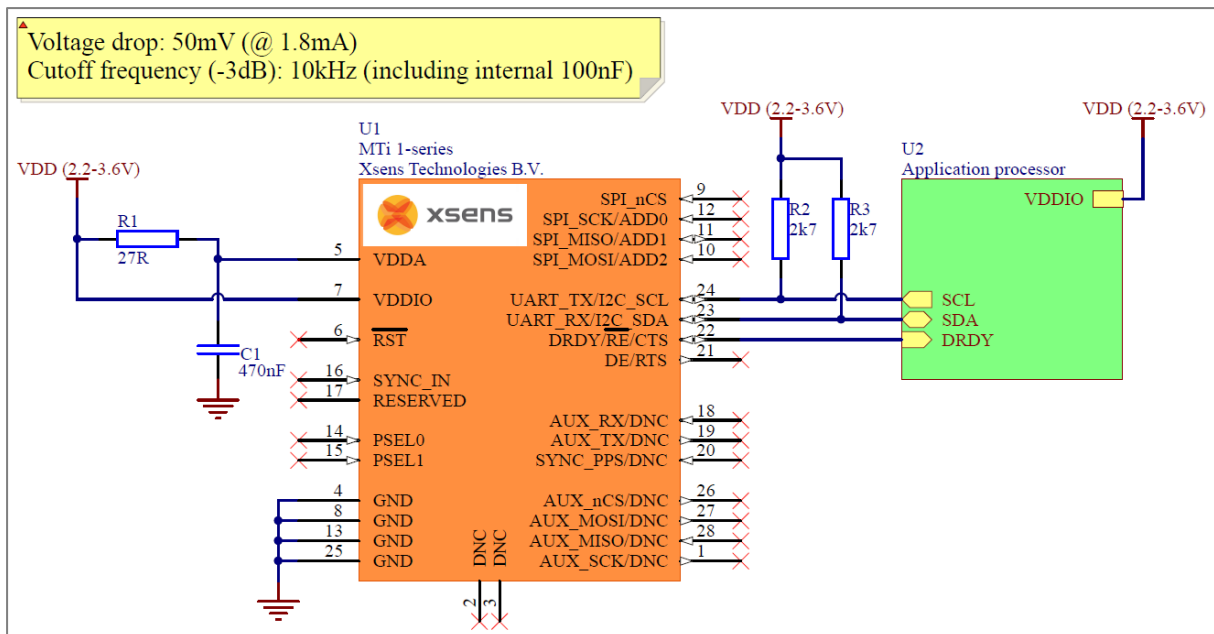 Voltage drop: 50mV (@ 1.8mA)
Cutoff frequency (-3dB): 10kHz (including internal 100nF)
VDD (2.2-3.6V)
VDD (2.2-3.6V)
U1
MTi 1-series
Xsens Technologies B.V.
U2
Application processor
VDD (2.2-3.6V)
xsens
SPI_nCS 9
SPI_SCK/ADD0 12
SPI_MISO/ADD1 11
SPI_MOSI/ADD2 10
R2
2k7
R3
2k7
VDDIO
R1
27R
5 VDDA
7 VDDIO
UART_TX/I2C_SCL 24
SCL
UART_RX/I2C_SDA 23
SDA
6 RST
DRDY/RE/CTS 22
DRDY
C1
470nF
DE/RTS 21
16 SYNC_IN
17 RESERVED
AUX_RX/DNC 18
14 PSEL0
AUX_TX/DNC 19
15 PSEL1
SYNC_PPS/DNC 20
4 GND
AUX_nCS/DNC 26
8 GND
AUX_MOSI/DNC 27
13 GND
AUX_MISO/DNC 28
25 GND
AUX_SCK/DNC 1
DNC
DNC
2
3